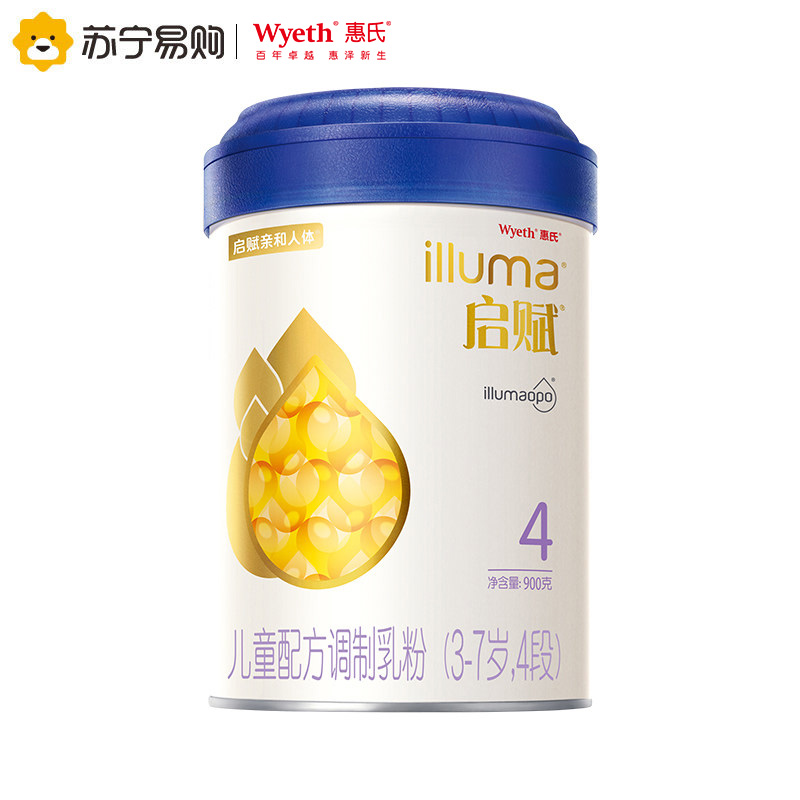 苏宁易购 | Wyeth® 惠氏®
百年卓越 惠泽新生
启赋亲和人体®
Wyeth® 惠氏®
illuma®
启赋®
illumaopo®
4
净含量: 900克
儿童配方调制乳粉 (3-7岁,4段)